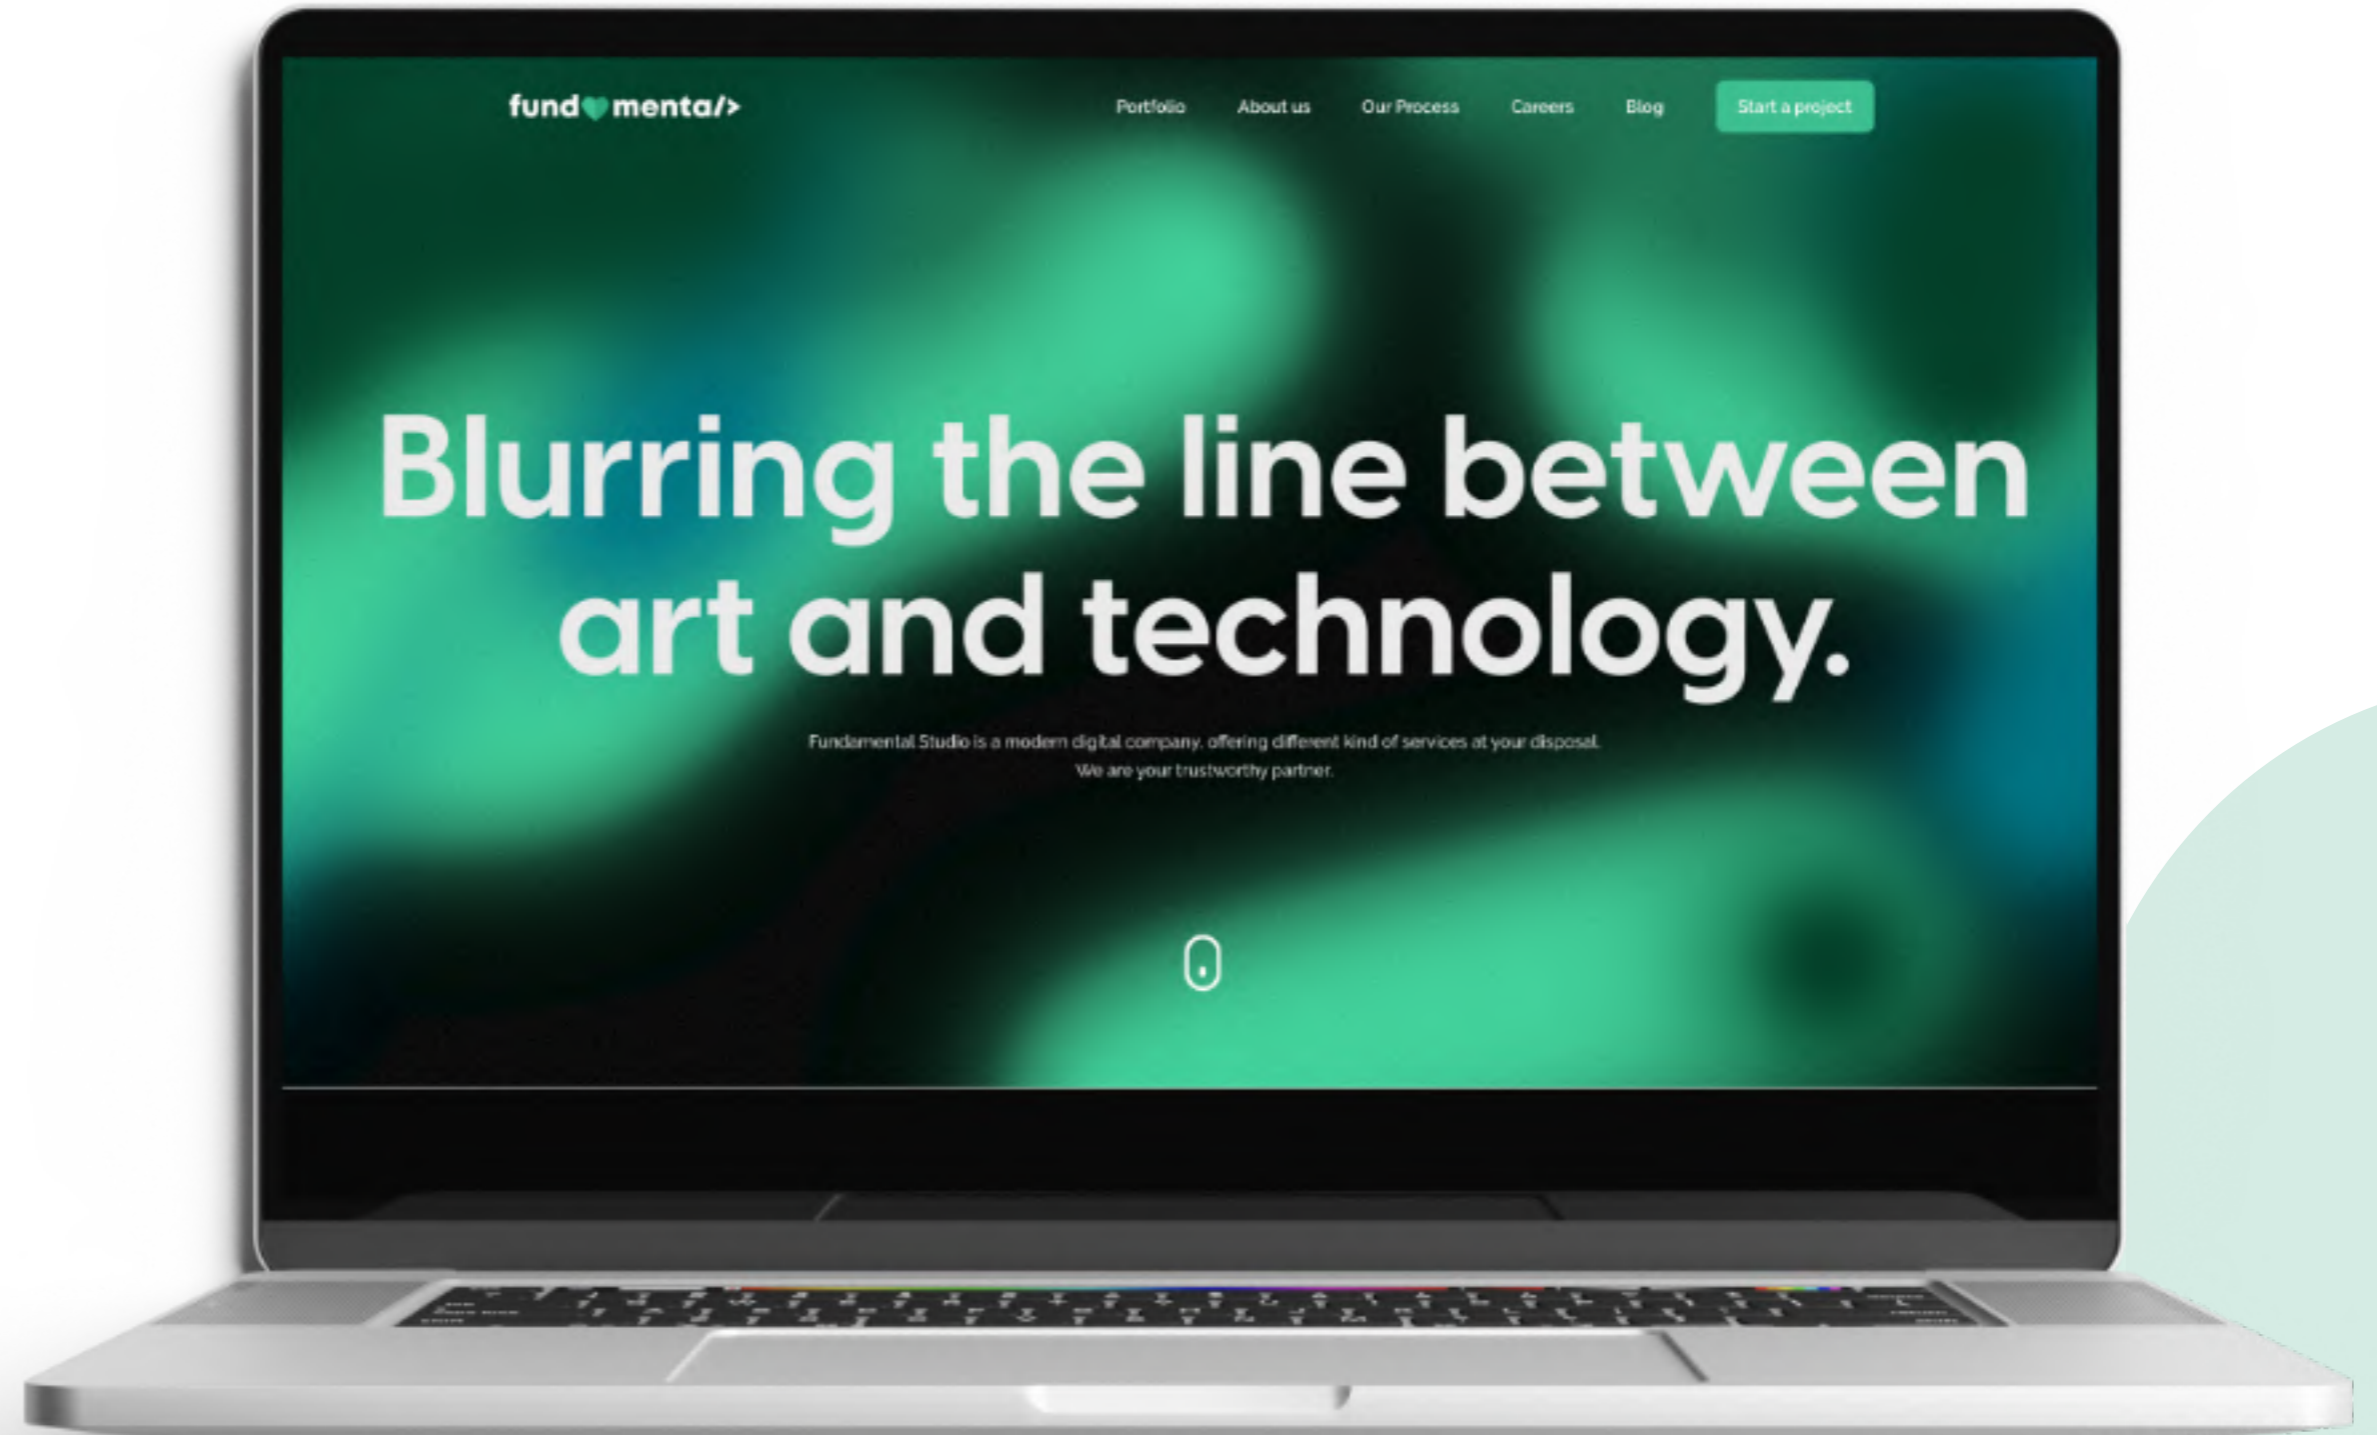 fund💚menta/>
Portfolio About us Our Process Careers Blog Start a project
Blurring the line between
art and technology.
Fundamental Studio is a modern digital company, offering different kind of services at your disposal.
We are your trustworthy partner.